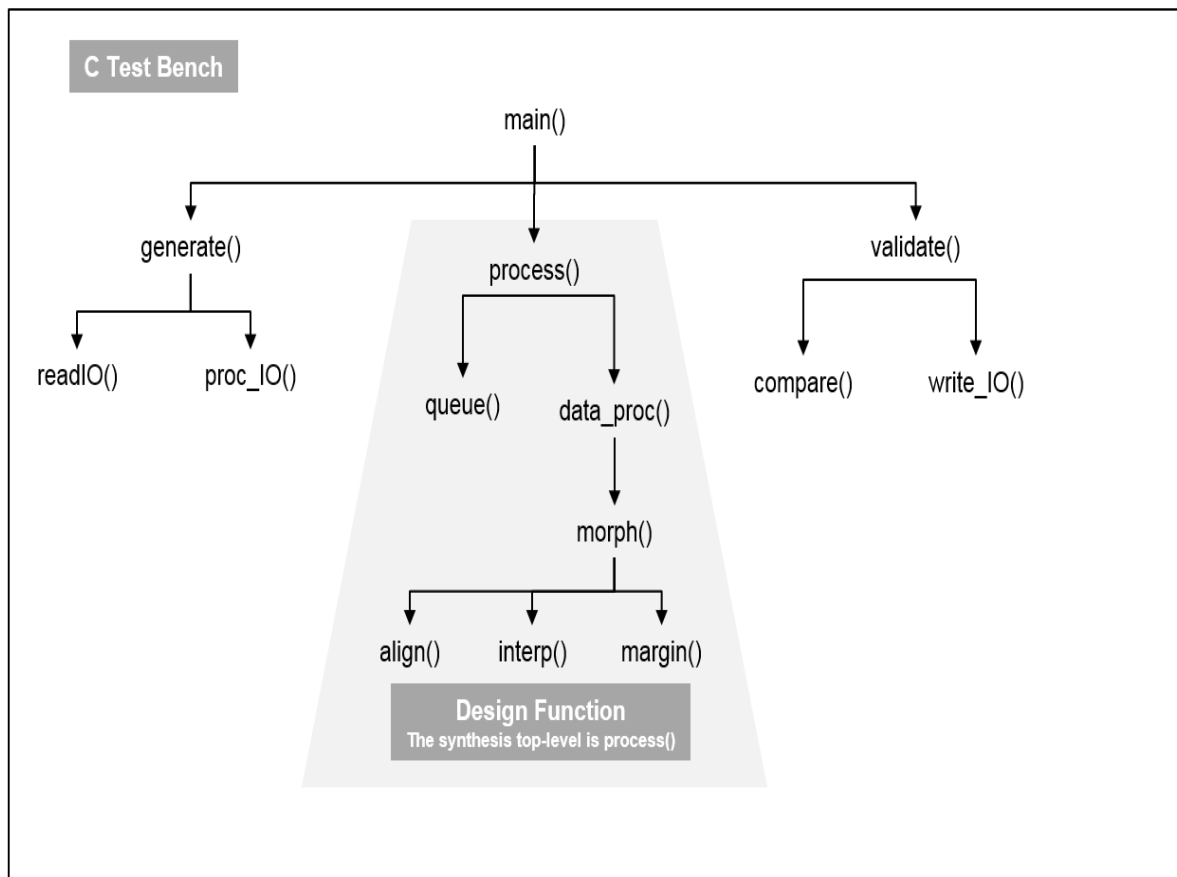 C Test Bench
main()
generate()
process()
validate()
readIO()
proc_IO()
queue()
data_proc()
compare()
write_IO()
morph()
align()
interp()
margin()
Design Function
The synthesis top-level is process()